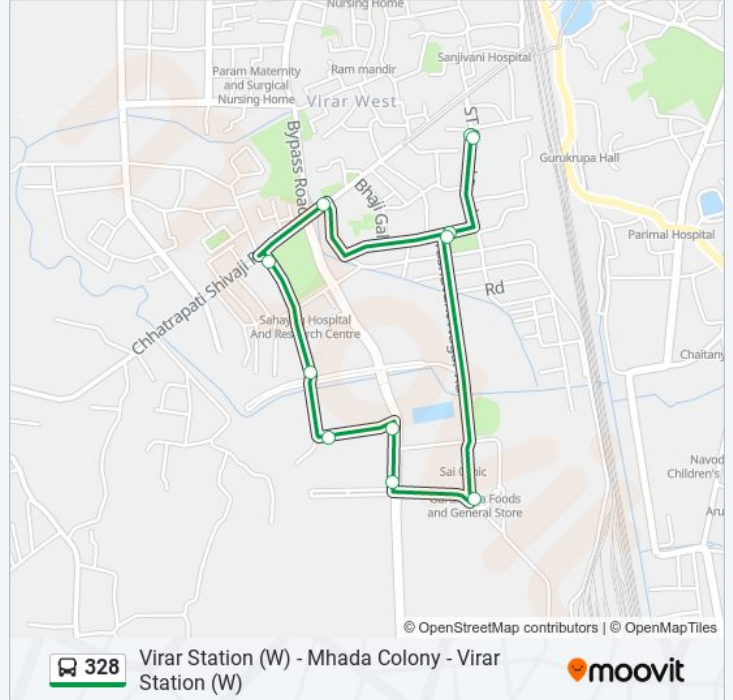 Nursing Home
Sanjivani Hospital
Param Maternity
and Surgical
Nursing Home
Ram mandir
Virar West
ST
Bypass Road
Gurukrupa Hall
Bhaji Gal
Parimal Hospital
Chhatrapati Shivaji
Rd
Hospital
And Research Centre
Chaitany
Sai Clinic
Navod
Children's
Foods
and General Store
Aru
© OpenStreetMap contributors | © OpenMapTiles
328
Virar Station (W) - Mhada Colony - Virar
Station (W)
moovit